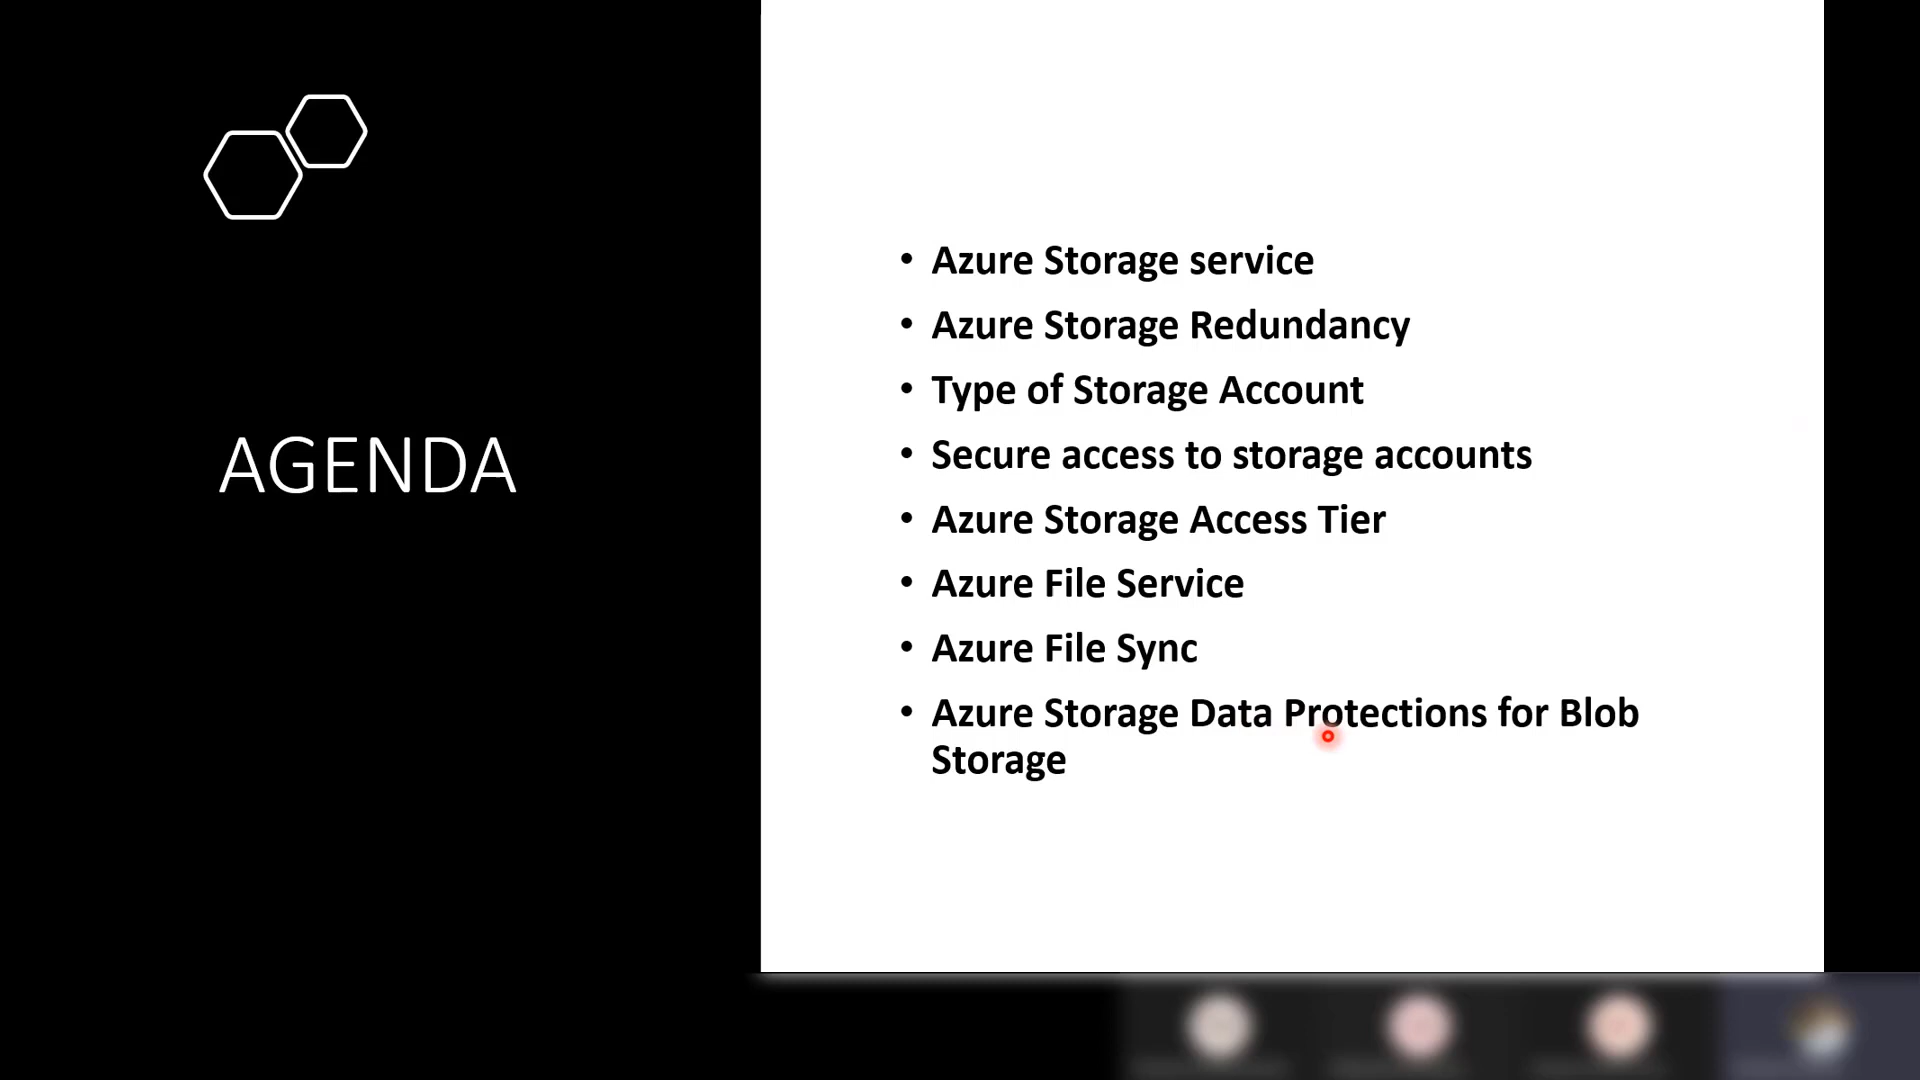 AGENDA
• Azure Storage service
• Azure Storage Redundancy
• Type of Storage Account
• Secure access to storage accounts
• Azure Storage Access Tier
• Azure File Service
• Azure File Sync
• Azure Storage Data Protections for Blob
Storage